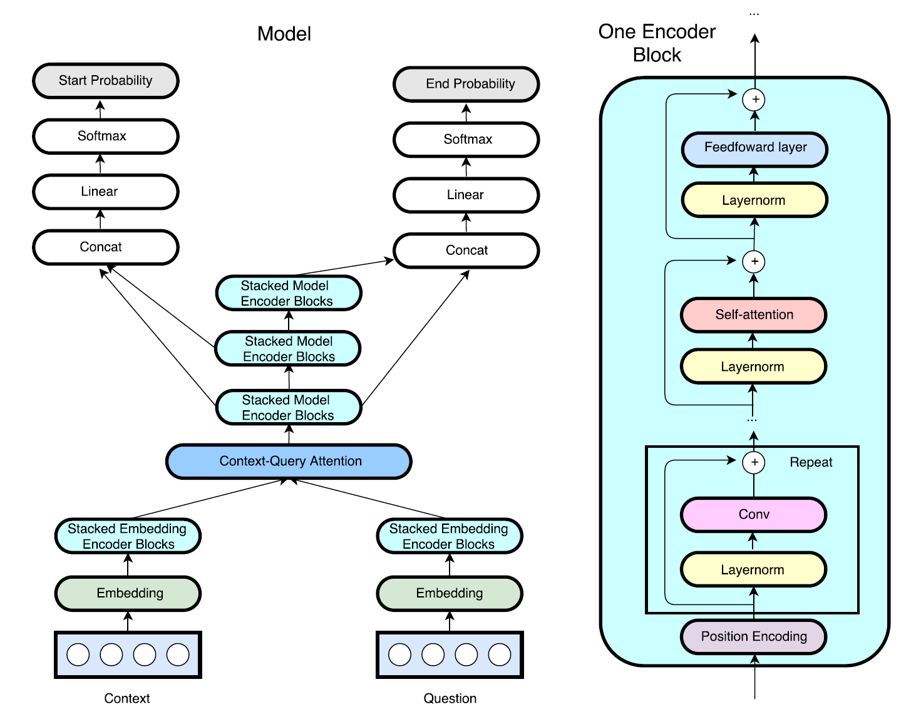 Model
Start Probability
Softmax
Linear
Concat
End Probability
Softmax
Linear
Concat
Stacked Model
Encoder Blocks
Stacked Model
Encoder Blocks
Stacked Model
Encoder Blocks
Context-Query Attention
Stacked Embedding
Encoder Blocks
Embedding
Context
Stacked Embedding
Encoder Blocks
Embedding
Question
One Encoder
Block
...
+
Feedfoward layer
Layernorm
+
Self-attention
Layernorm
...
+
Repeat
Conv
Layernorm
Position Encoding